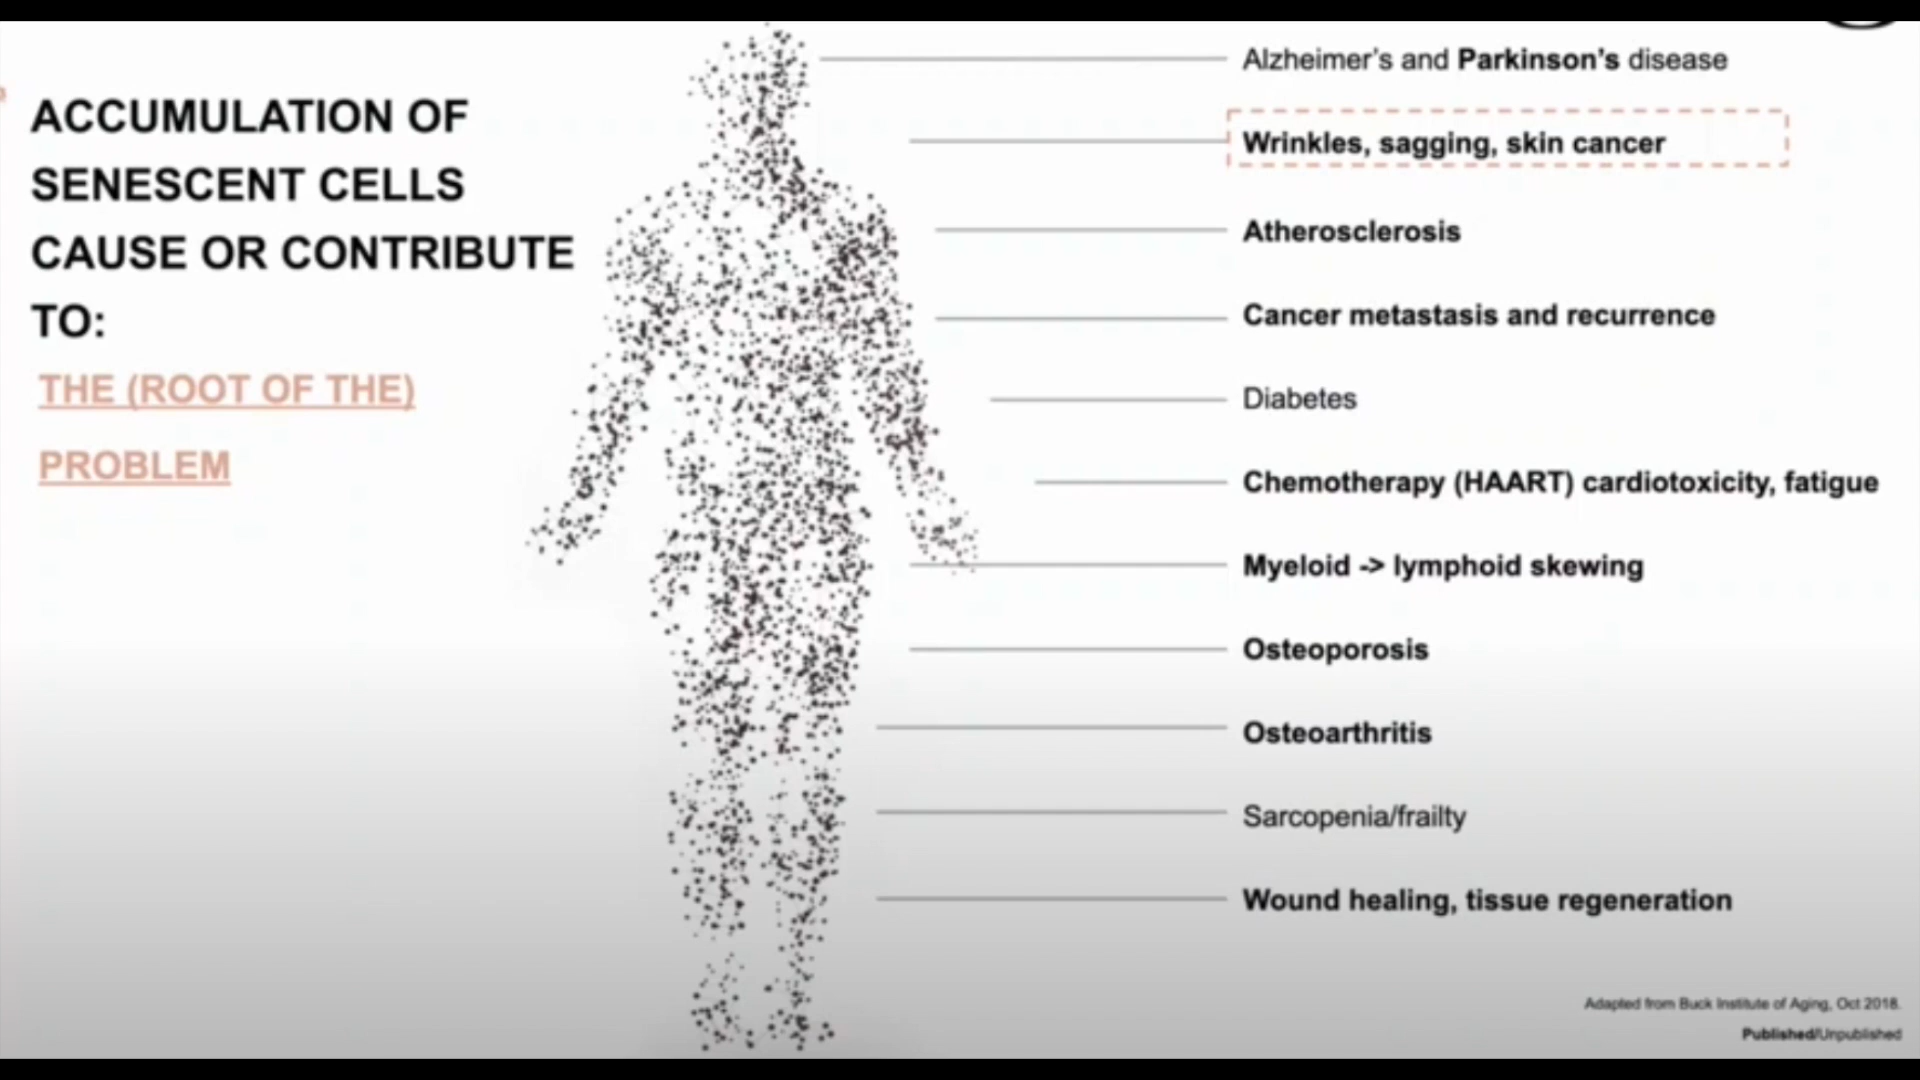 ACCUMULATION OF
SENESCENT CELLS
CAUSE OR CONTRIBUTE
TO:
THE (ROOT OF THE)
PROBLEM
Alzheimer's and Parkinson's disease
Wrinkles, sagging, skin cancer
Atherosclerosis
Cancer metastasis and recurrence
Diabetes
Chemotherapy (HAART) cardiotoxicity, fatigue
Myeloid -> lymphoid skewing
Osteoporosis
Osteoarthritis
Sarcopenia/frailty
Wound healing, tissue regeneration
Adapted from Buck Institute of Aging, Oct 2018.
Published/Unpublished